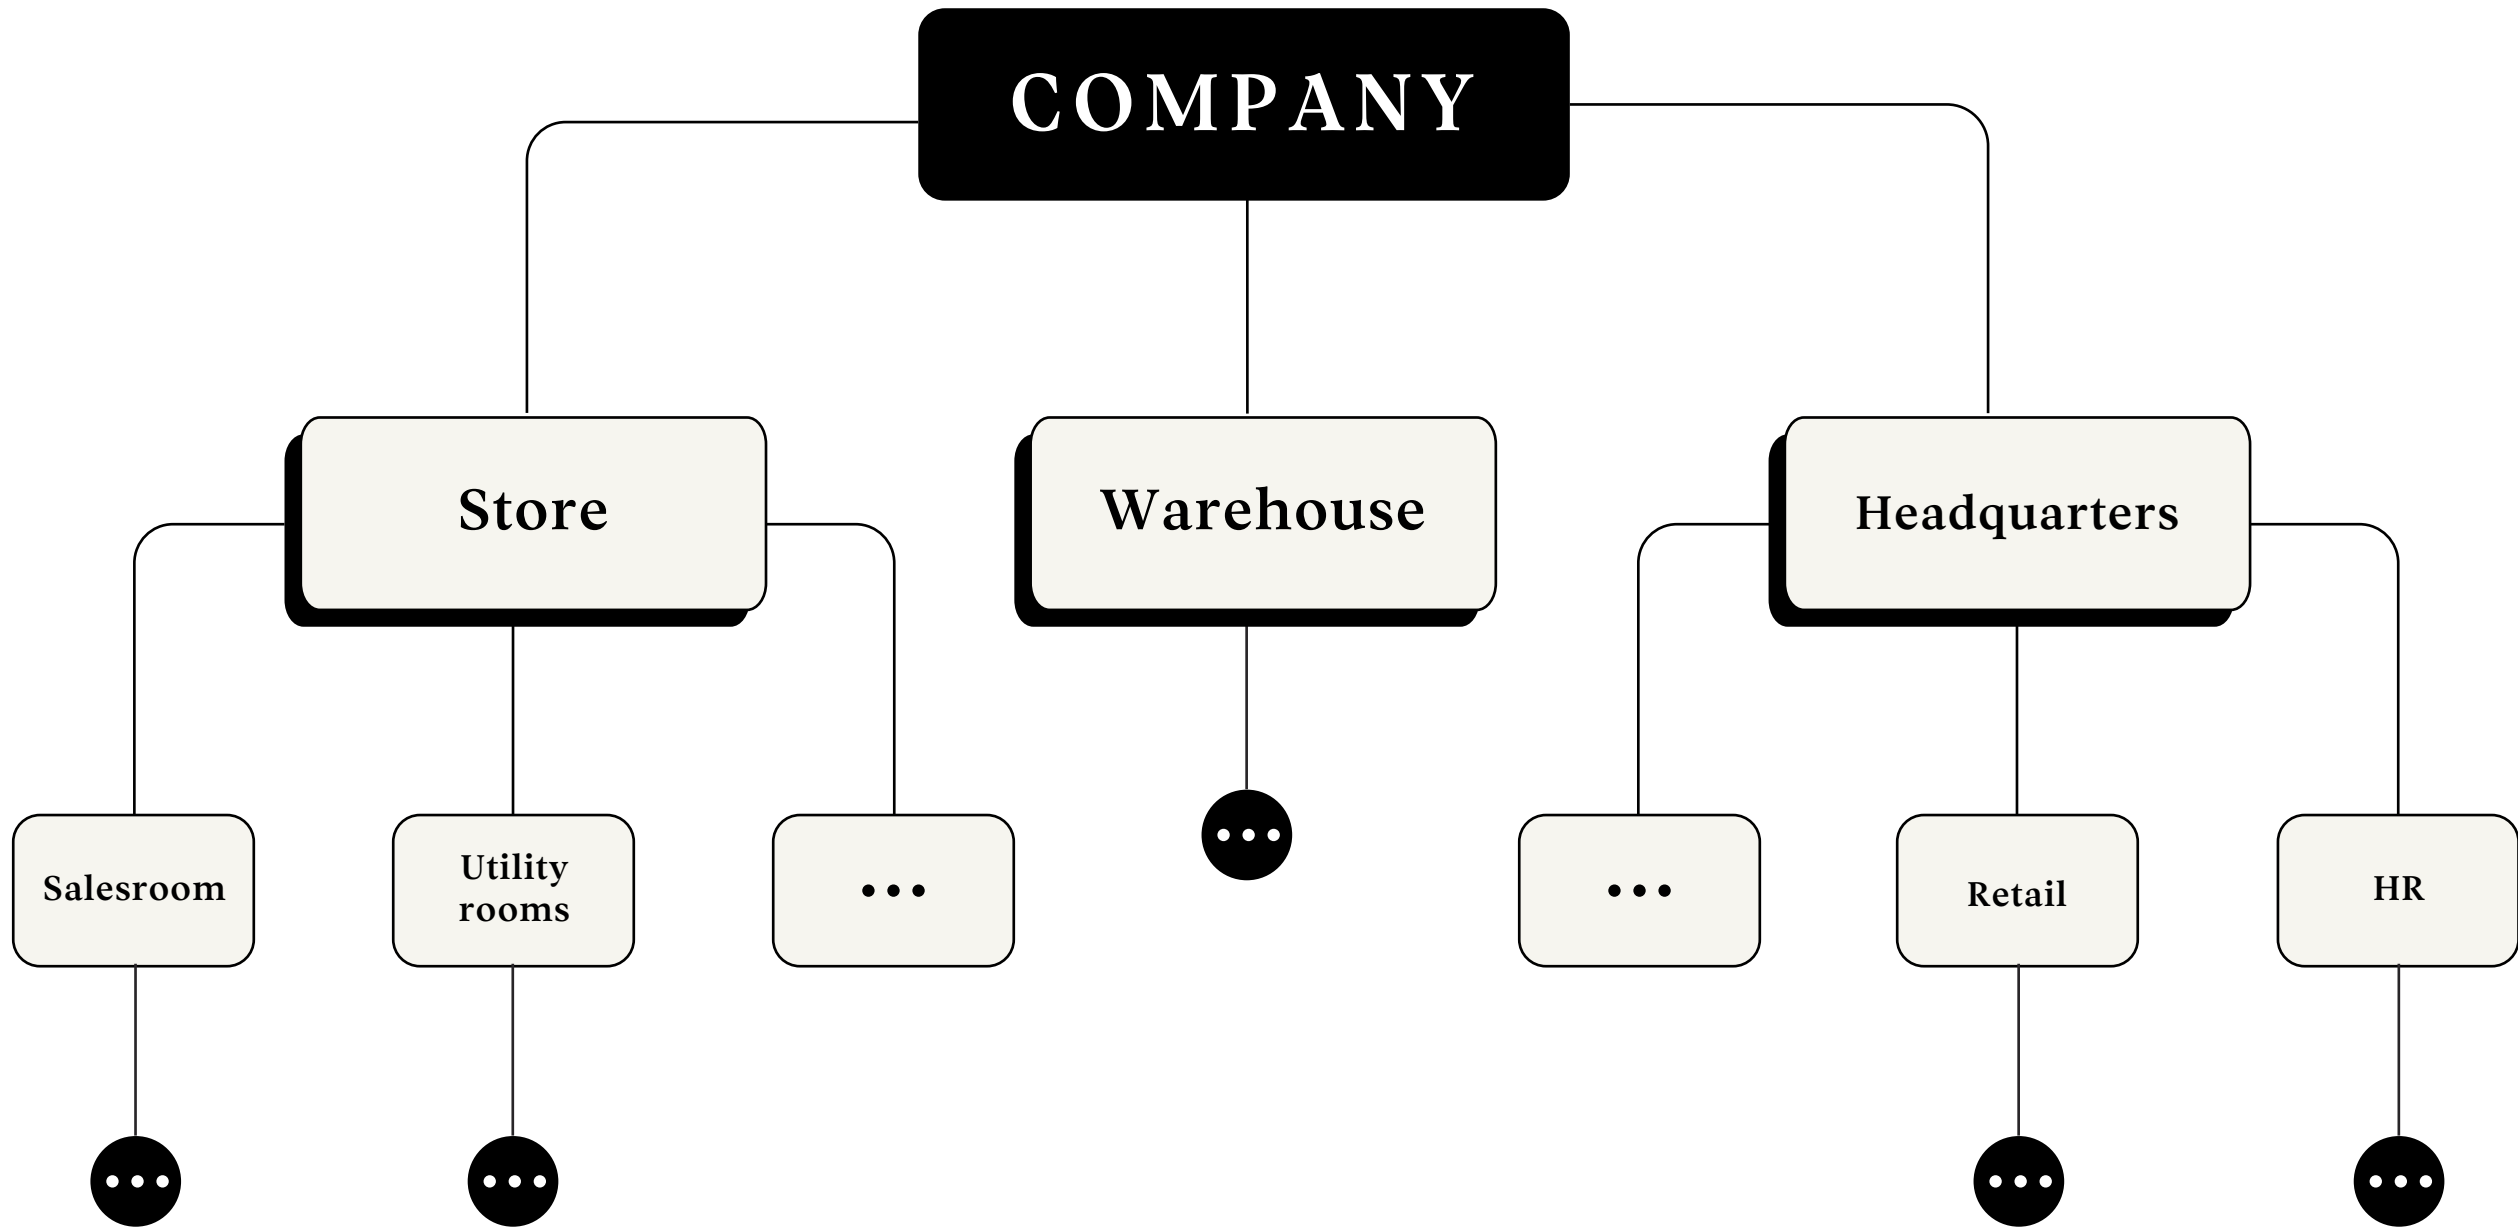 COMPANY
Store
Warehouse
Headquarters
Salesroom
Utility
rooms
...
...
...
Retail
HR
...
...
...
...